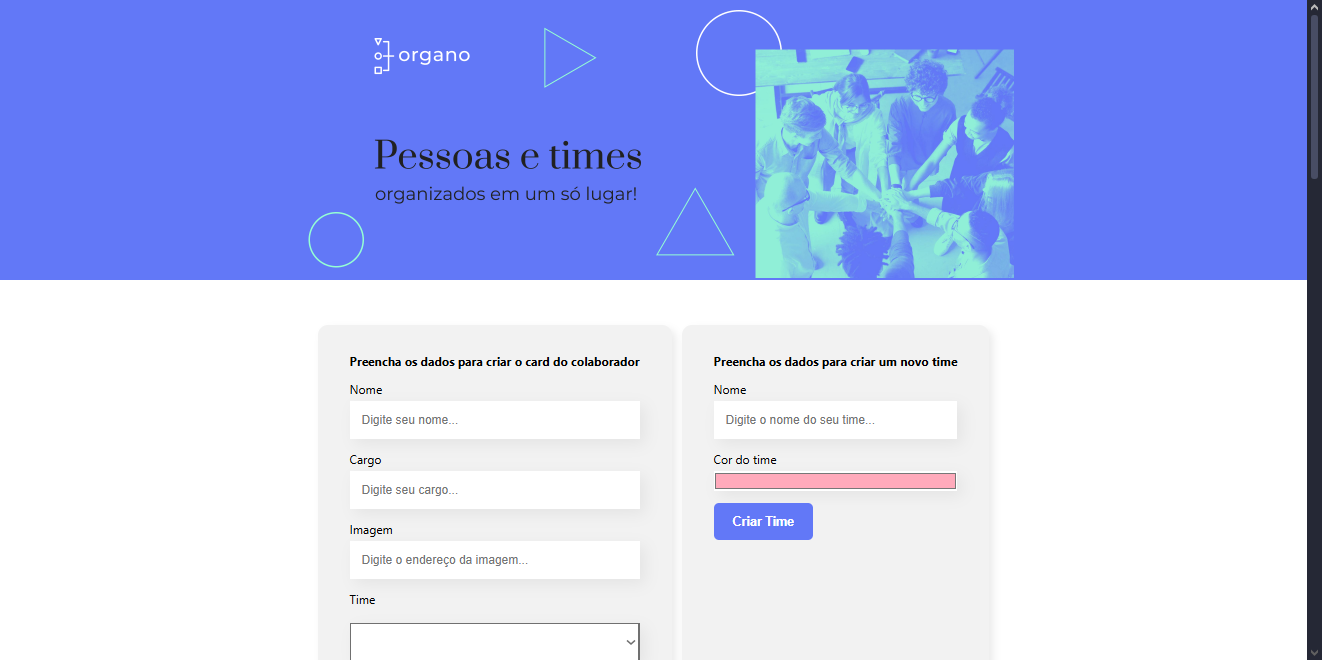 organo
Pessoas e times
organizados em um só lugar!
Preencha os dados para criar o card do colaborador
Nome
Digite seu nome...
Cargo
Digite seu cargo...
Imagem
Digite o endereço da imagem...
Time
Preencha os dados para criar um novo time
Nome
Digite o nome do seu time...
Cor do time
Criar Time